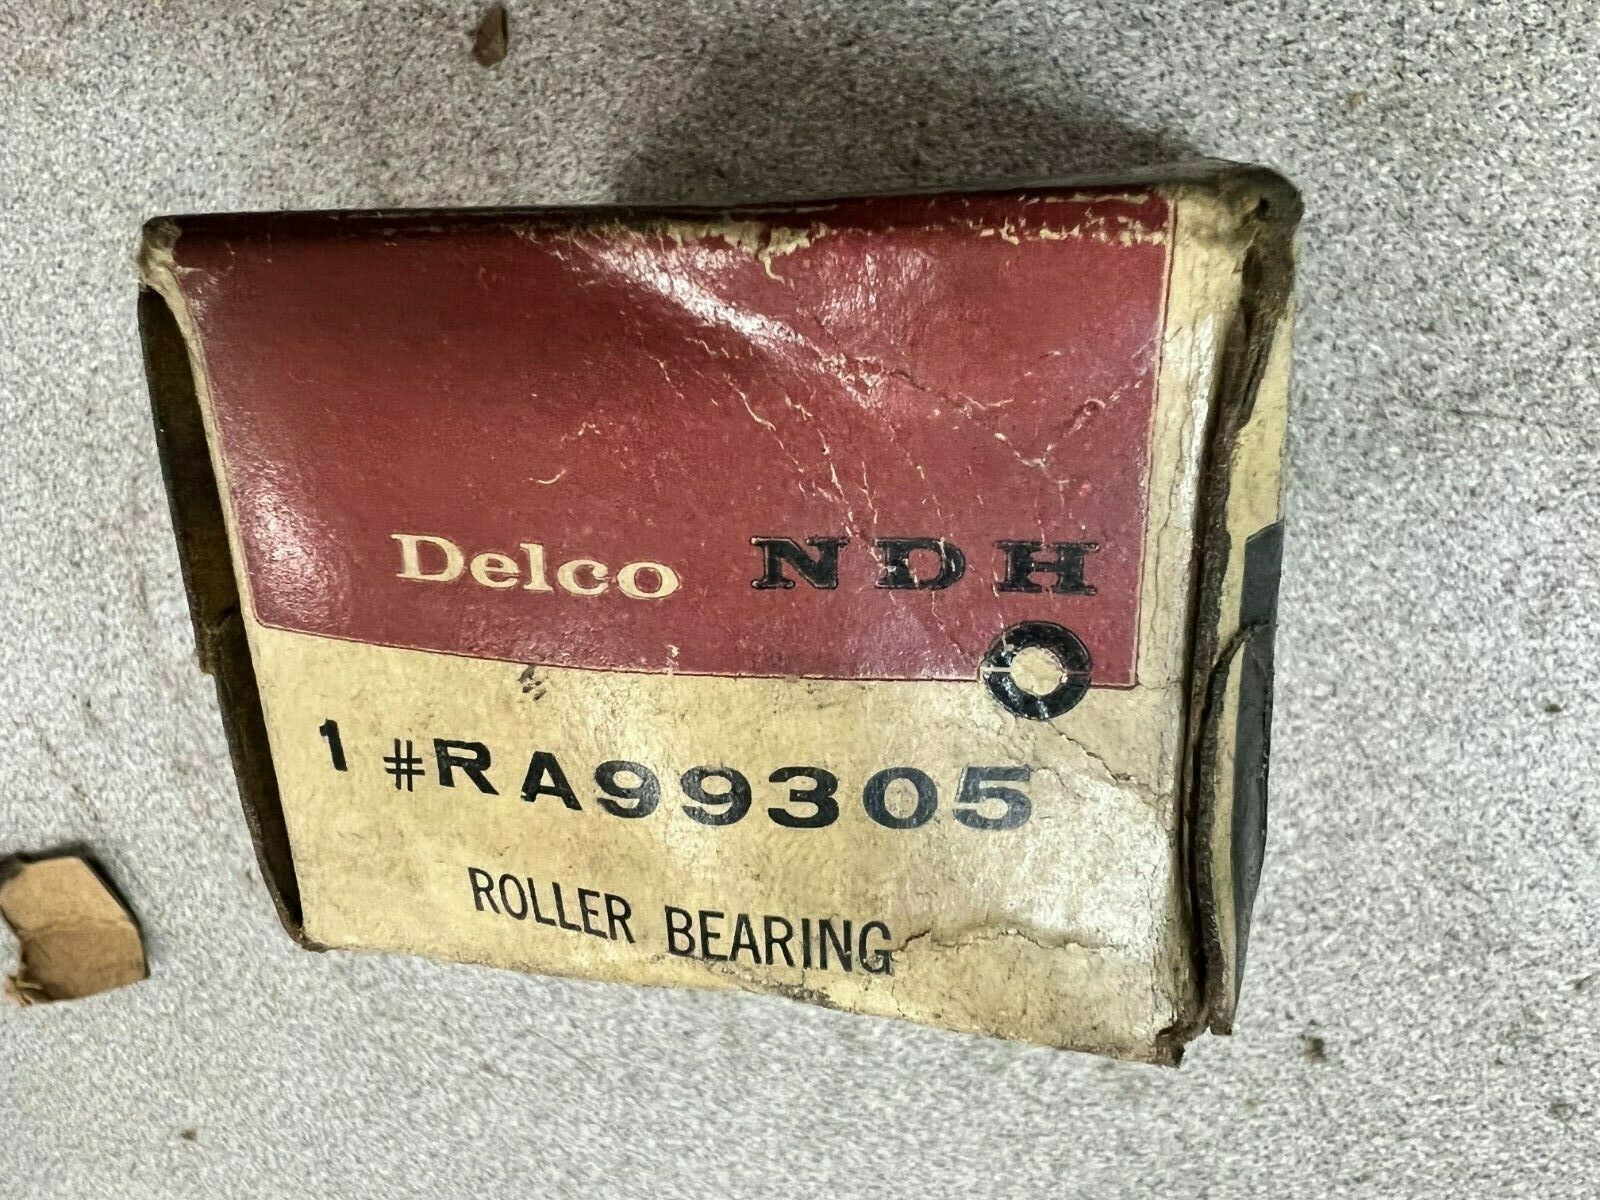 Delco NDH
1 #RA99305
ROLLER BEARING